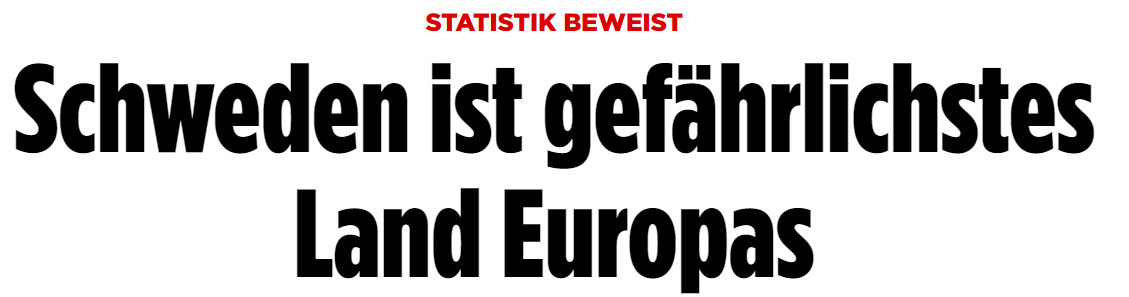 STATISTIK BEWEIST
Schweden ist gefährlichstes
Land Europas